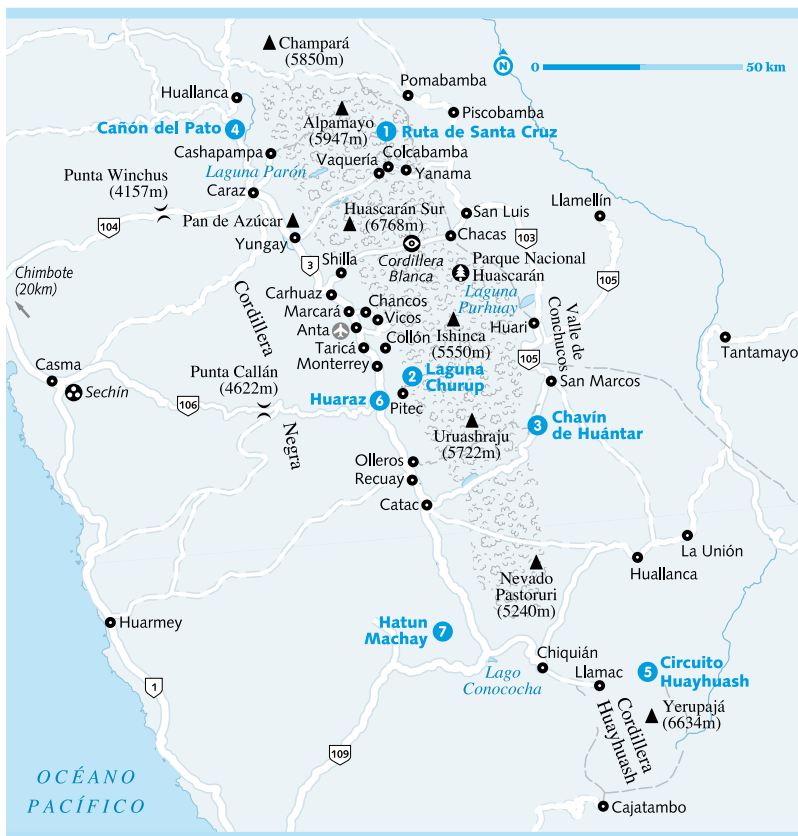 Champará
(5850m)
N
0
50 km
Huallanca
Pomabamba
Alpamayo
(5947m)
Piscobamba
Cañón del Pato
4
1
Ruta de Santa Cruz
Cashapampa
Colcabamba
Vaquería
Yanama
Laguna Parón
Punta Winchus
(4157m)
Caraz
Llamellín
Huascarán Sur
(6768m)
San Luis
Pan de Azúcar
104
Yungay
Chacas
103
Cordillera
Blanca
Parque Nacional
Huascarán
Shilla
3
Chimbote
(20km)
105
Laguna
Purhuay
Carhuaz
Chancos
Marcará
Vicos
Cordillera
Negra
Anta
Ishinca
(5550m)
Huari
Valle de
Conchucos
Taricá
Collón
Tantamayo
Casma
Monterrey
105
Punta Callán
(4622m)
2
Laguna
Churup
San Marcos
Sechín
106
Huaraz
6
Pitec
3
Chavín
de Huántar
Uruashraju
(5722m)
Olleros
Recuay
Catac
La Unión
Huallanca
Nevado
Pastoruri
(5240m)
Huarmey
Hatun
Machay
7
Chiquián
Lago
Conococha
Llamac
5
Circuito
Huayhuash
1
Cordillera
Huayhuash
Yerupajá
(6634m)
109
OCÉANO
PACÍFICO
Cajatambo